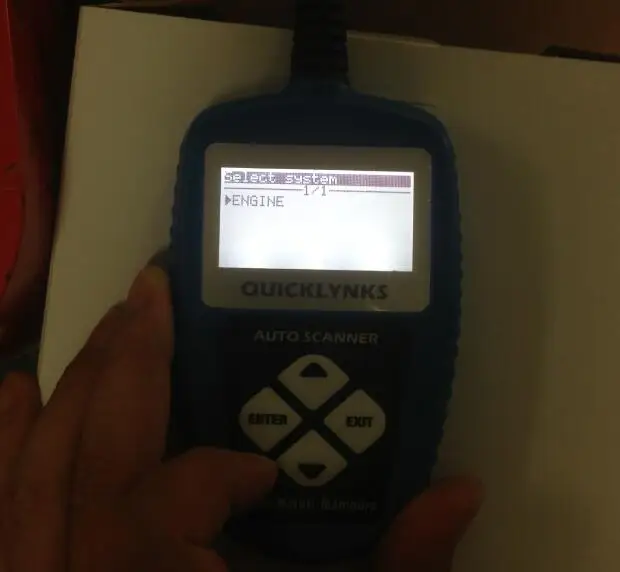 Select system
1/1
▶ENGINE
QUICKLYNKS
AUTO SCANNER
ENTER
EXIT